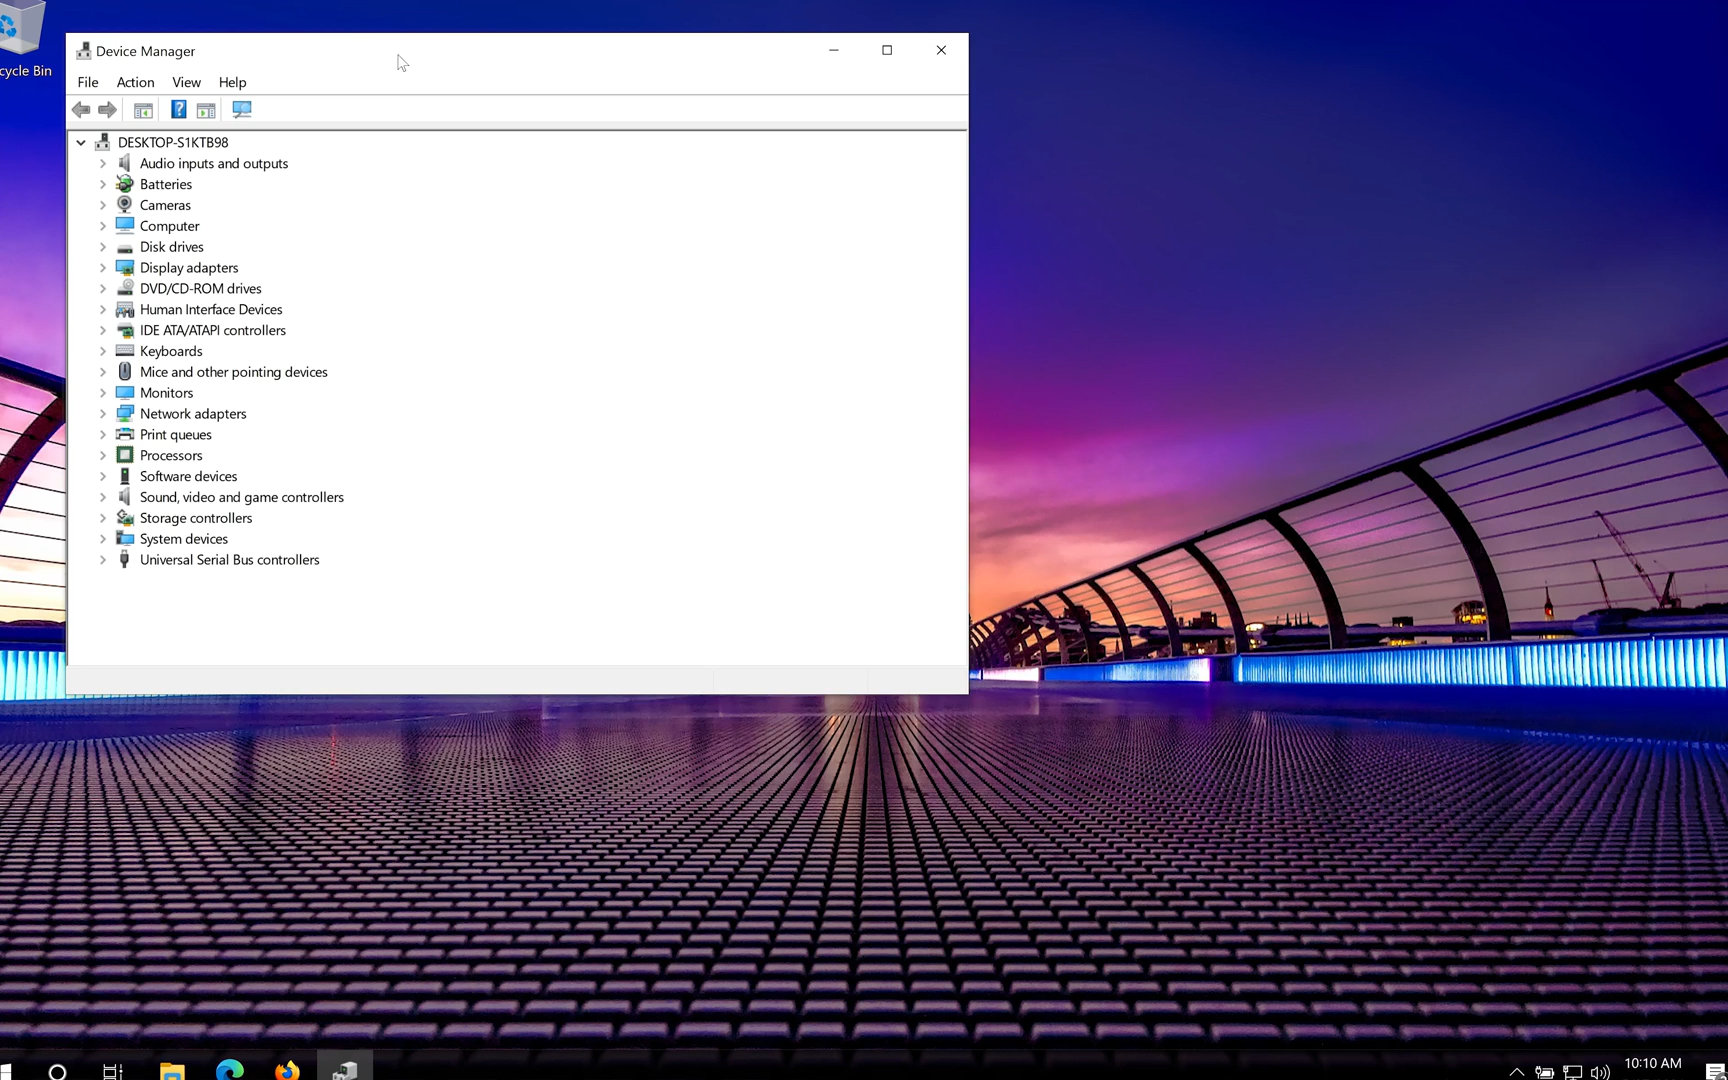 cycle Bin
Device Manager
File Action View Help
?
DESKTOP-S1KTB98
Audio inputs and outputs
Batteries
Cameras
Computer
Disk drives
Display adapters
DVD/CD-ROM drives
Human Interface Devices
IDE ATA/ATAPI controllers
Keyboards
Mice and other pointing devices
Monitors
Network adapters
Print queues
Processors
Software devices
Sound, video and game controllers
Storage controllers
System devices
Universal Serial Bus controllers
10:10 AM